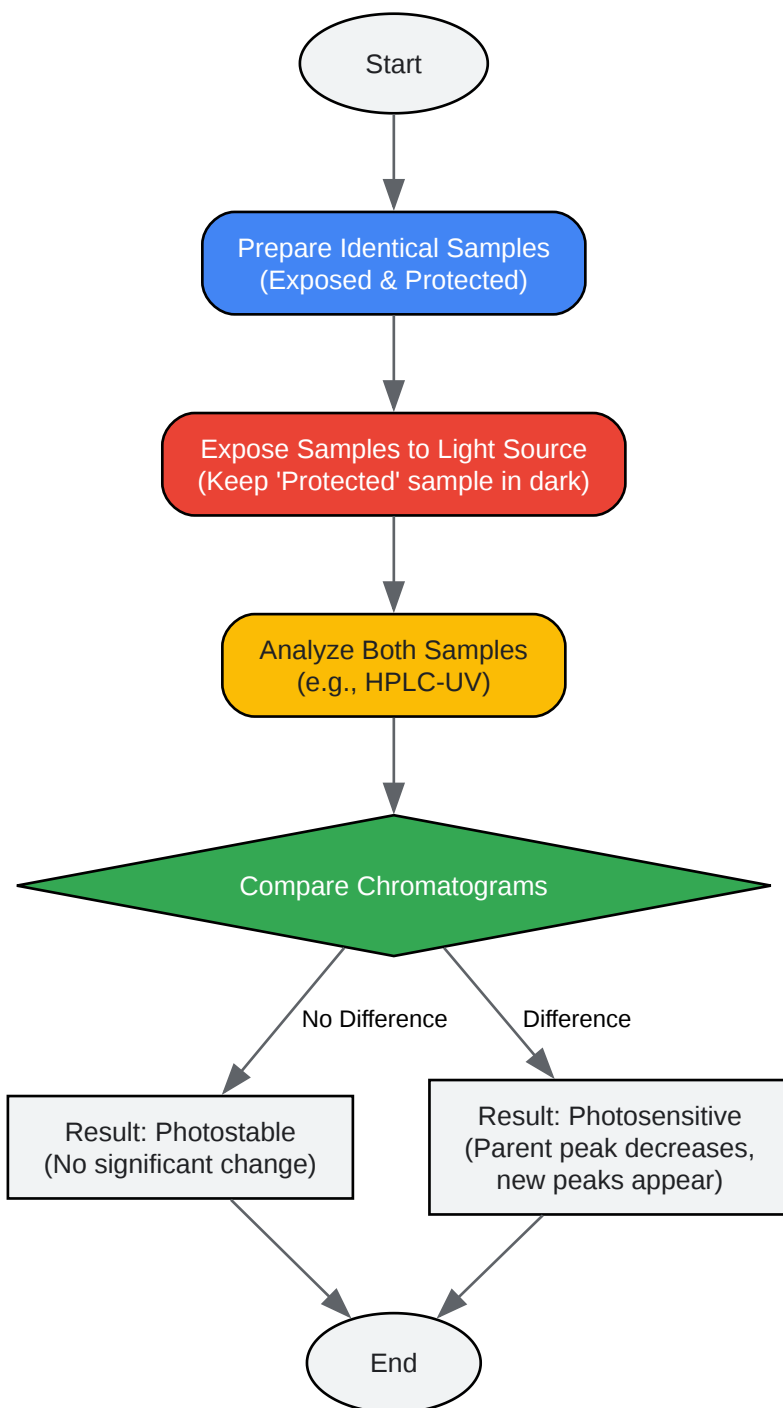 Start
Prepare Identical Samples
(Exposed & Protected)
Expose Samples to Light Source
(Keep 'Protected' sample in dark)
Analyze Both Samples
(e.g., HPLC-UV)
Compare Chromatograms
No Difference
Difference
Result: Photostable
(No significant change)
Result: Photosensitive
(Parent peak decreases,
new peaks appear)
End